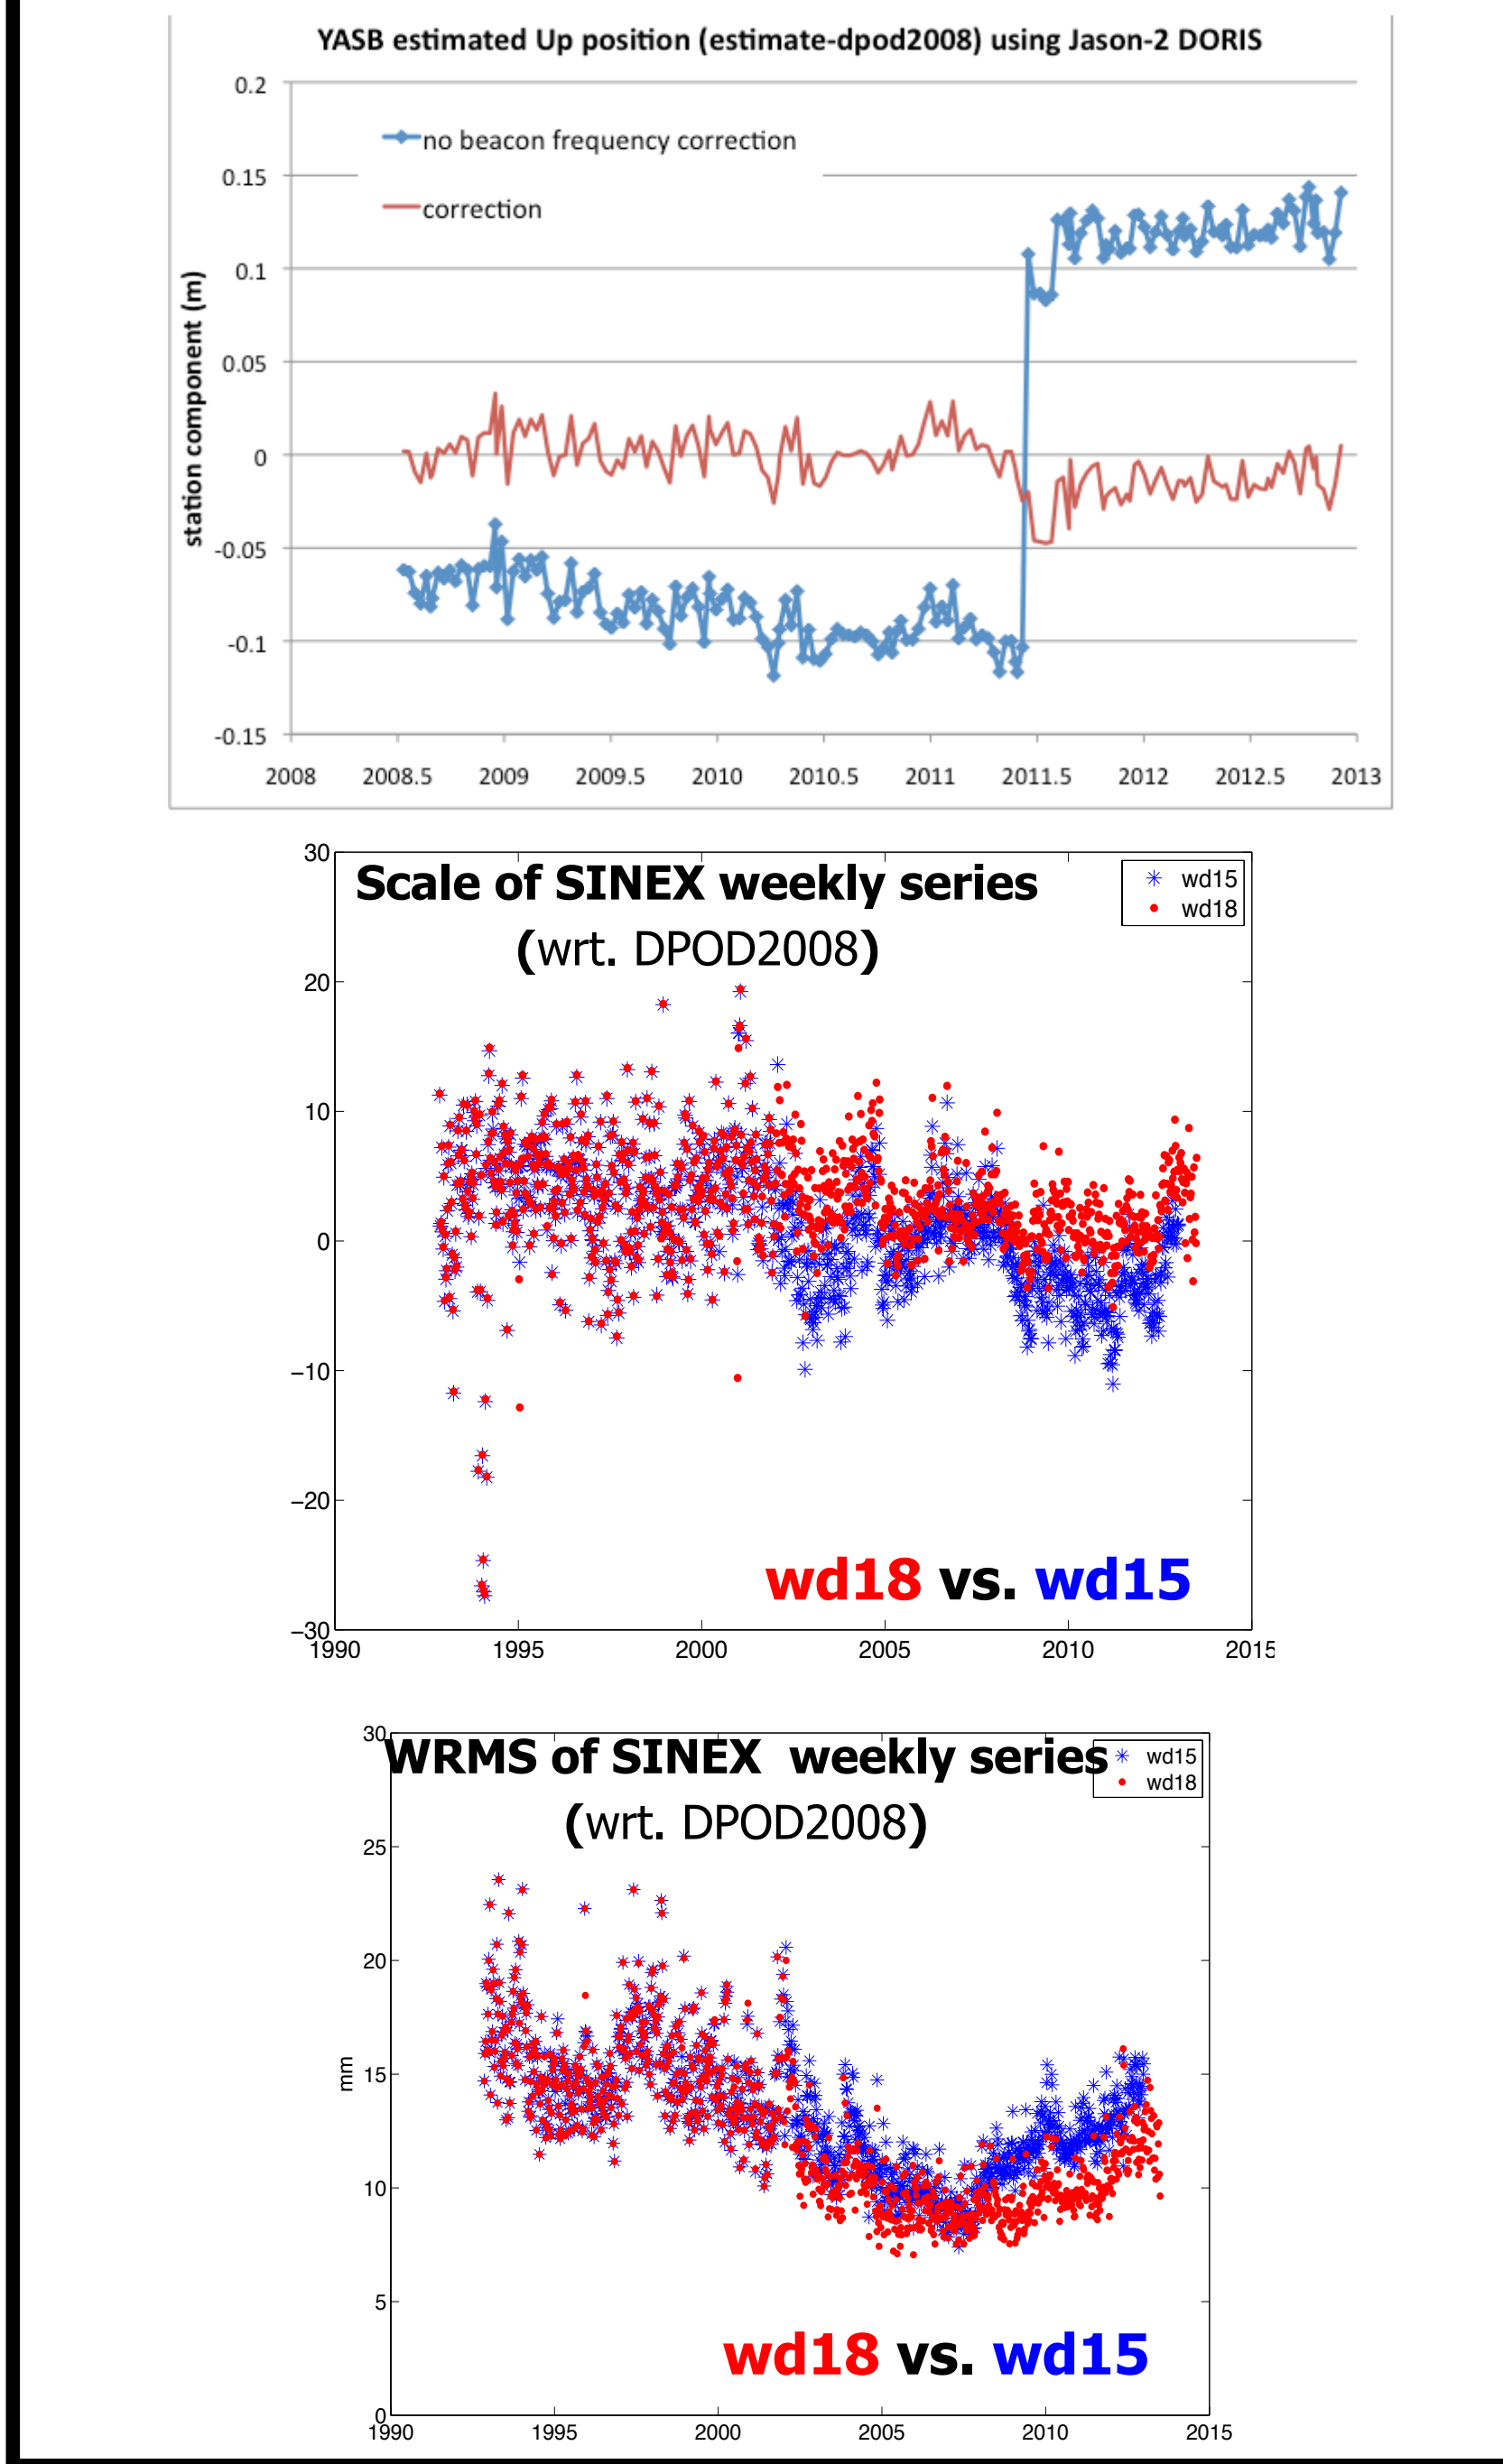 YASB estimated Up position (estimate-dpod2008) using Jason-2 DORIS
0.2
no beacon frequency correction
0.15
correction
0.1
station component (m)
0.05
0
-0.05
-0.1
-0.15
2008 2008.5 2009 2009.5 2010 2010.5 2011 2011.5 2012 2012.5 2013
30
Scale of SINEX weekly series
(wrt. DPOD2008)
wd15
wd18
20
10
0
−10
−20
wd18 vs. wd15
−30
1990 1995 2000 2005 2010 2015
30
WRMS of SINEX weekly series
(wrt. DPOD2008)
wd15
wd18
25
20
15
mm
10
5
wd18 vs. wd15
0
1990 1995 2000 2005 2010 2015